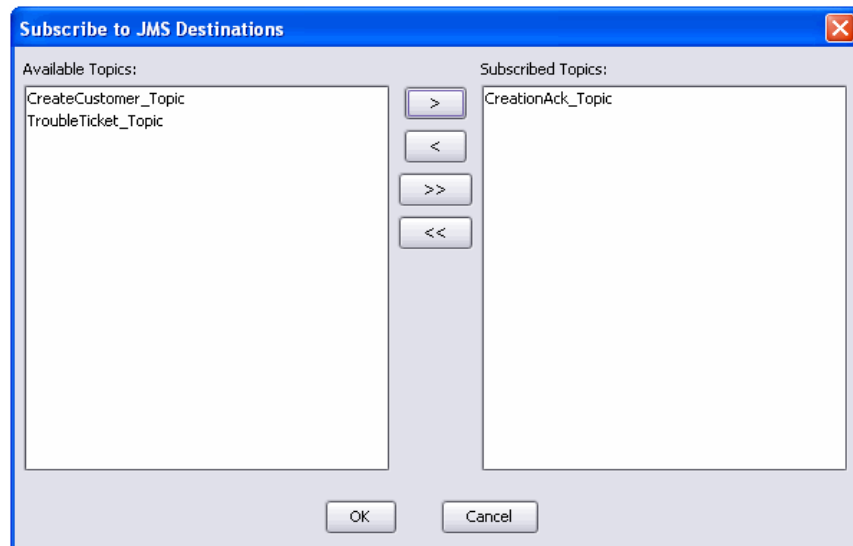 Subscribe to JMS Destinations
Available Topics:
CreateCustomer_Topic
TroubleTicket_Topic
>
<
>>
<<
Subscribed Topics:
CreationAck_Topic
OK
Cancel